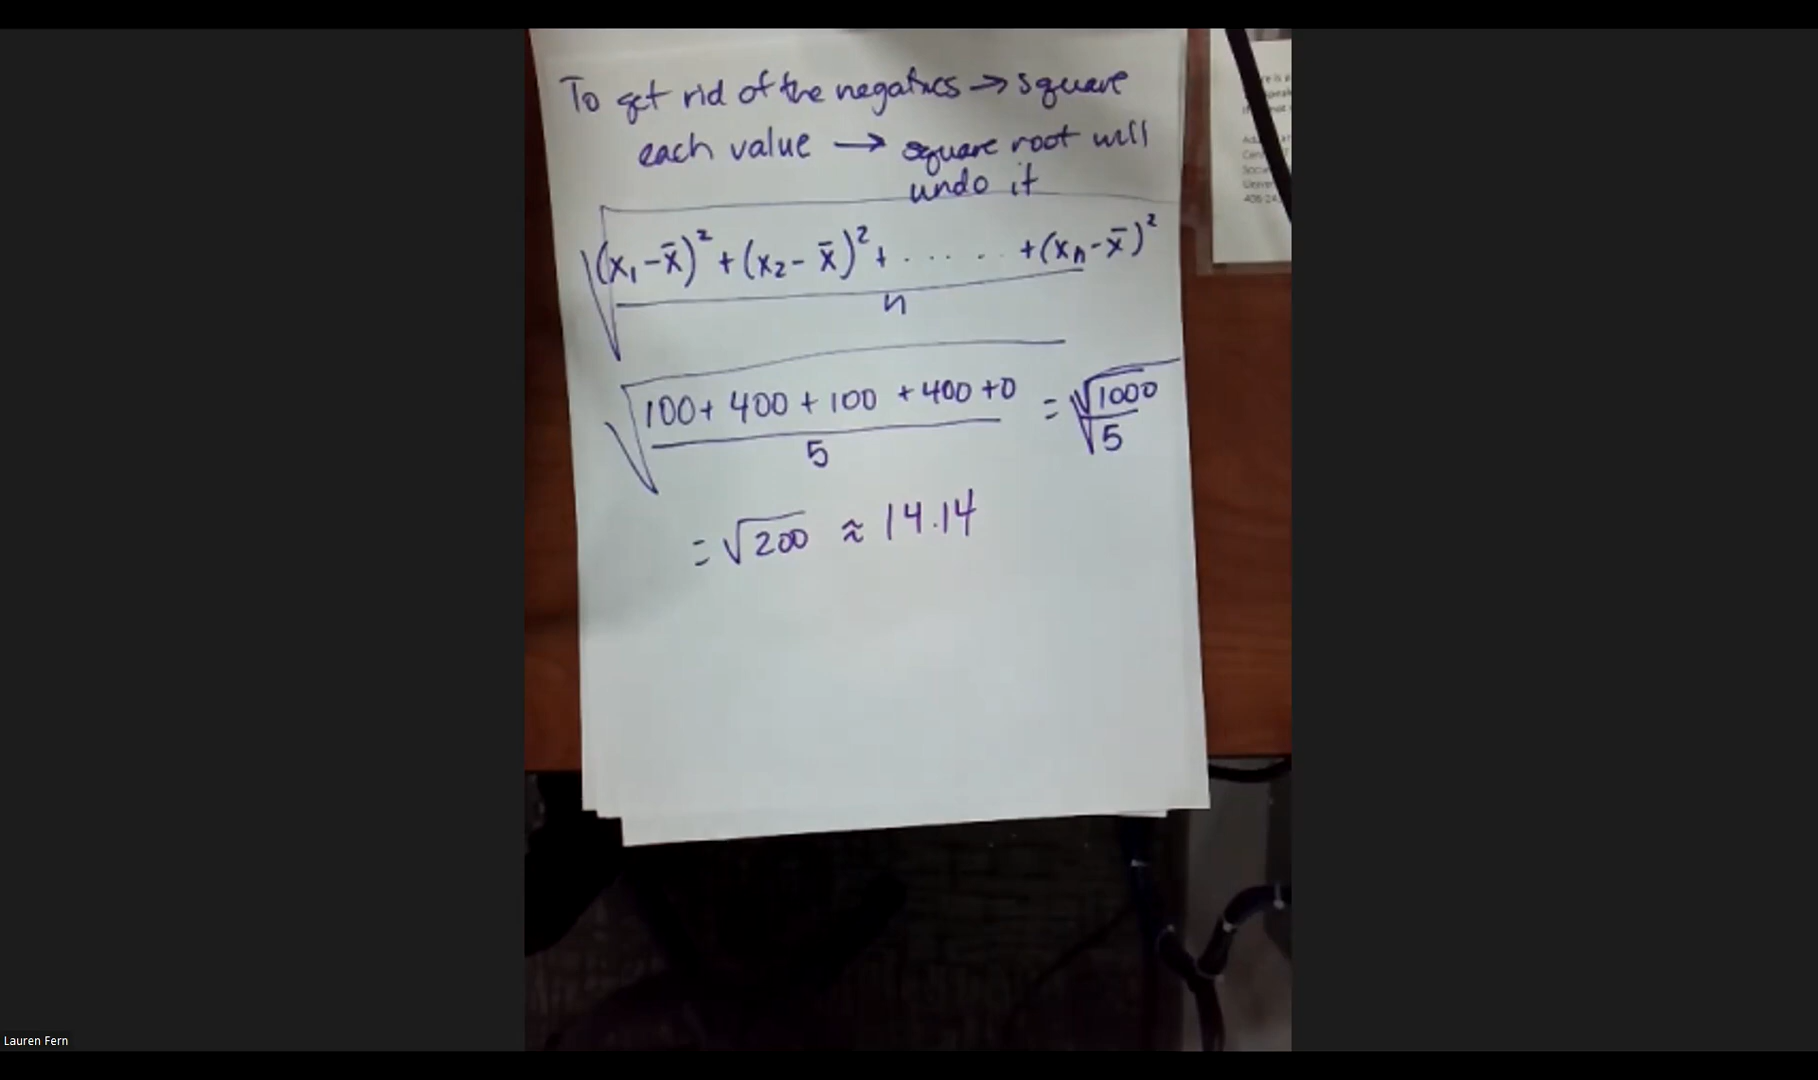 To get rid of the negatives → square
each value → square root will
undo it
√((x₁-x̄)² + (x₂-x̄)² + ...... + (xₙ-x̄)²
n
√(100 + 400 + 100 + 400 + 0 = √1000
5 √5
= √200 ≈ 14.14
Lauren Fern